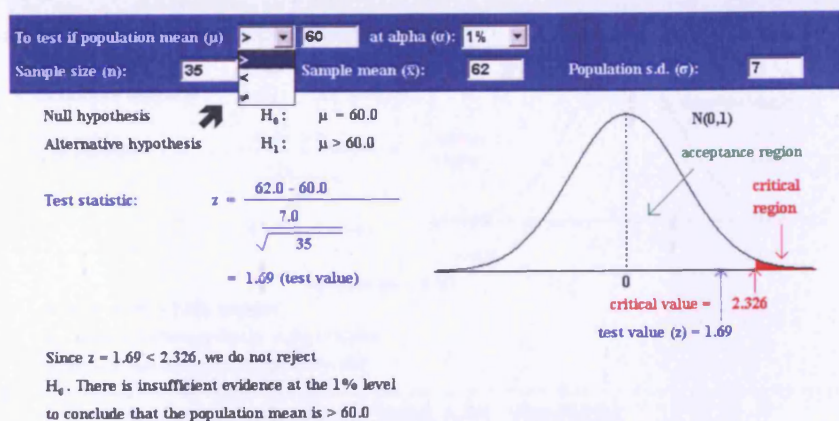 To test if population mean (μ) > 60 at alpha (α): 1%
>
<
≠
Sample size (n): 35 Sample mean (x̄): 62 Population s.d. (σ): 7
Null hypothesis H₀: μ = 60.0
Alternative hypothesis H₁: μ > 60.0
N(0,1)
acceptance region
critical
region
Test statistic: z = 62.0 - 60.0
7.0
√35
= 1.69 (test value)
0
critical value = 2.326
test value (z) = 1.69
Since z = 1.69 < 2.326, we do not reject
H₀. There is insufficient evidence at the 1% level
to conclude that the population mean is > 60.0